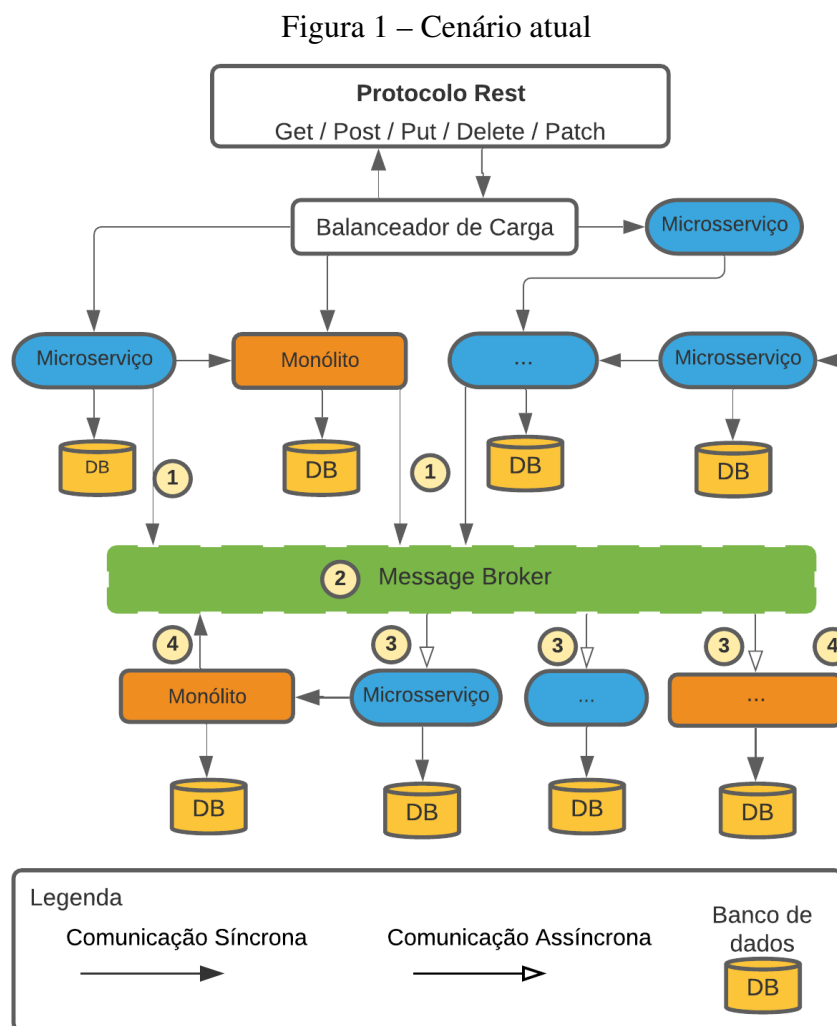 Figura 1 – Cenário atual
Protocolo Rest
Get / Post / Put / Delete / Patch
Balanceador de Carga
Microsserviço
Microserviço
Monólito
...
Microsserviço
DB
DB
DB
DB
1
1
2
Message Broker
4
3
3
3
4
Monólito
Microsserviço
...
...
DB
DB
DB
DB
Legenda
Comunicação Síncrona
Comunicação Assíncrona
Banco de
dados
DB